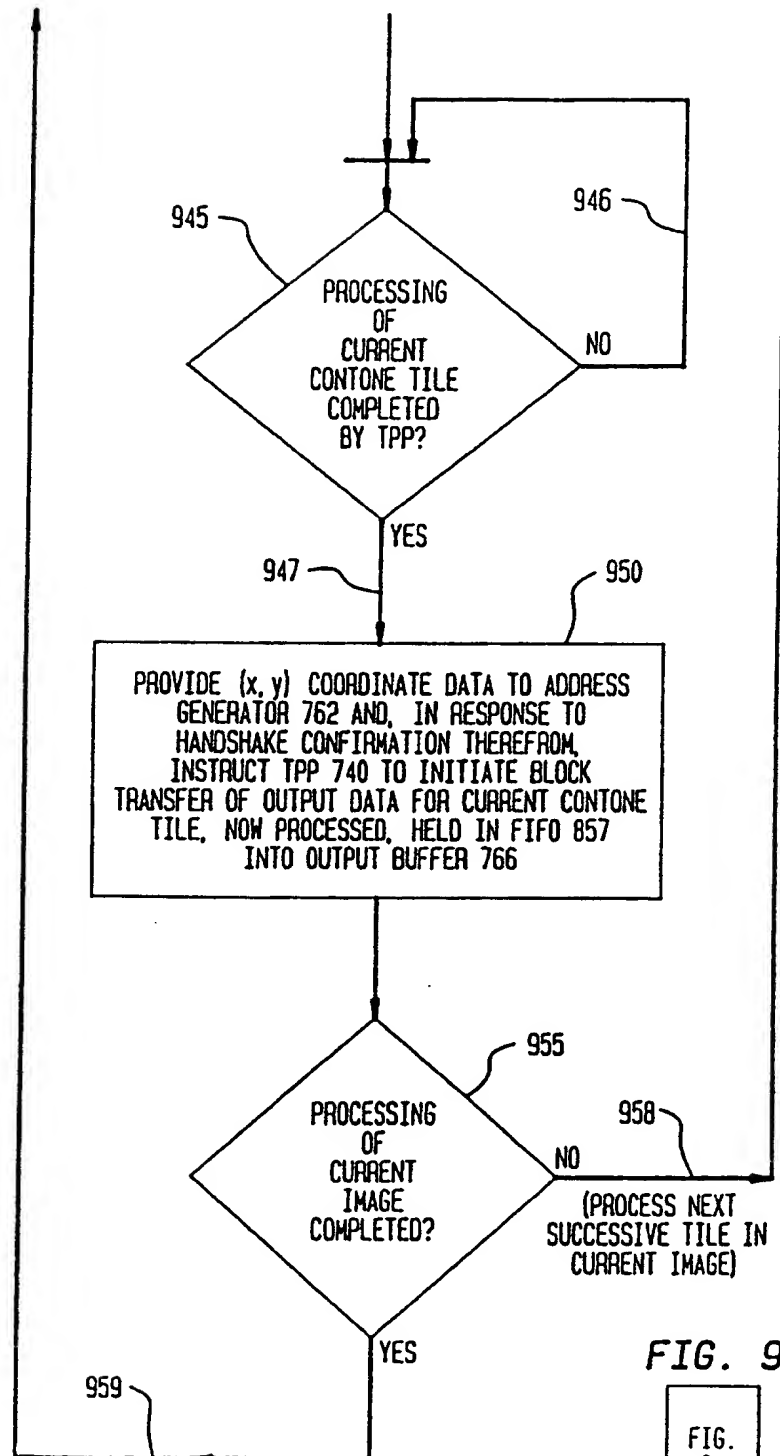 945
946
PROCESSING
OF
CURRENT
CONTONE TILE
COMPLETED
BY TPP?
NO
YES
947
950
PROVIDE (x, y) COORDINATE DATA TO ADDRESS
GENERATOR 762 AND, IN RESPONSE TO
HANDSHAKE CONFIRMATION THEREFROM,
INSTRUCT TPP 740 TO INITIATE BLOCK
TRANSFER OF OUTPUT DATA FOR CURRENT CONTONE
TILE, NOW PROCESSED, HELD IN FIFO 857
INTO OUTPUT BUFFER 766
955
PROCESSING
OF
CURRENT
IMAGE
COMPLETED?
NO
958
(PROCESS NEXT
SUCCESSIVE TILE IN
CURRENT IMAGE)
YES
959
FIG. 9
FIG.